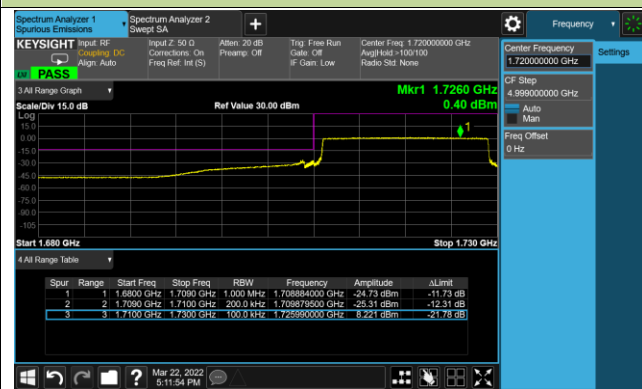 Spectrum Analyzer 1
Spurious Emissions
Spectrum Analyzer 2
Swept SA
Frequency
KEYSIGHT
Input: RF
Coupling: DC
Align: Auto
Input Z: 50 Ω
Corrections: On
Freq Ref: Int (S)
Atten: 20 dB
Preamp: Off
Trig: Free Run
Gate: Off
IF Gain: Low
Center Freq: 1.720000000 GHz
Avg|Hold:>100/100
Radio Std: None
PASS
Center Frequency
1.720000000 GHz
Settings
CF Step
4.999000000 GHz
Auto
Man
Freq Offset
0 Hz
3 All Range Graph
Mkr1 1.7260 GHz
Scale/Div 15.0 dB
Ref Value 30.00 dBm
0.40 dBm
Log
15.0
0.00
-15.0
-30.0
-45.0
-60.0
-75.0
-90.0
-105
1
Start 1.680 GHz
Stop 1.730 GHz
4 All Range Table
Spur Range Start Freq Stop Freq RBW Frequency Amplitude ΔLimit
1 1 1.6800 GHz 1.7090 GHz 1.000 MHz 1.708884000 GHz -24.73 dBm -11.73 dB
2 2 1.7090 GHz 1.7100 GHz 200.0 kHz 1.709879500 GHz -25.31 dBm -12.31 dB
3 3 1.7100 GHz 1.7300 GHz 100.0 kHz 1.725990000 GHz 8.221 dBm -21.78 dB
Mar 22, 2022
5:11:54 PM